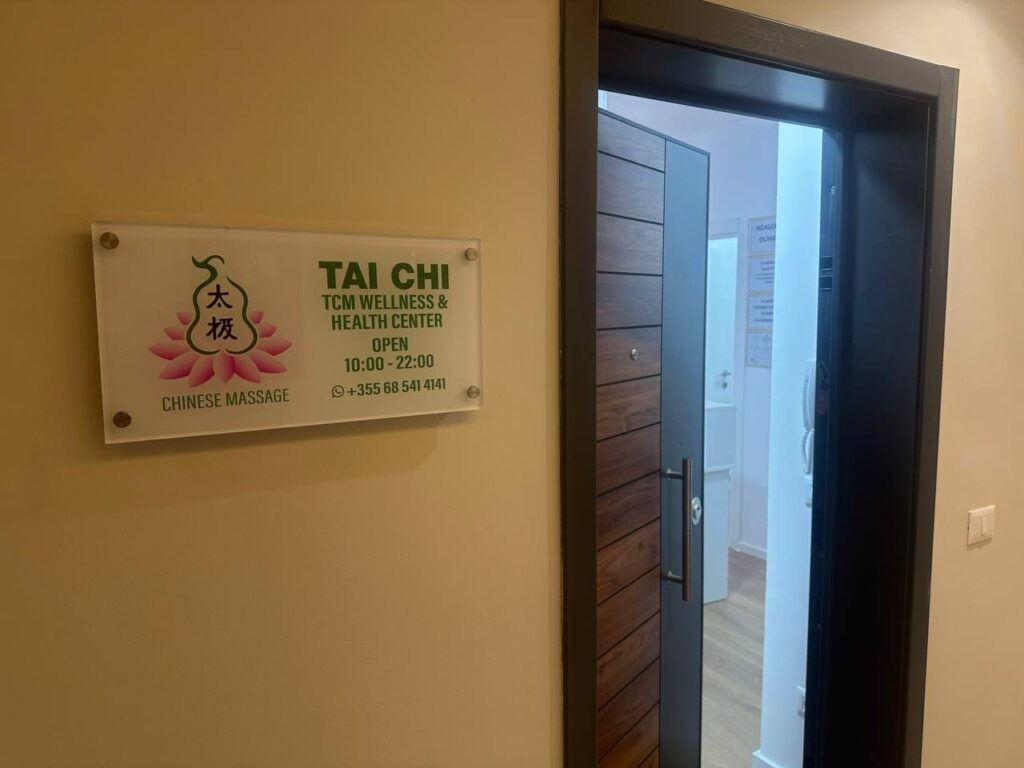 太
极
CHINESE MASSAGE
TAI CHI
TCM WELLNESS &
HEALTH CENTER
OPEN
10:00 - 22:00
+355 68 541 4141